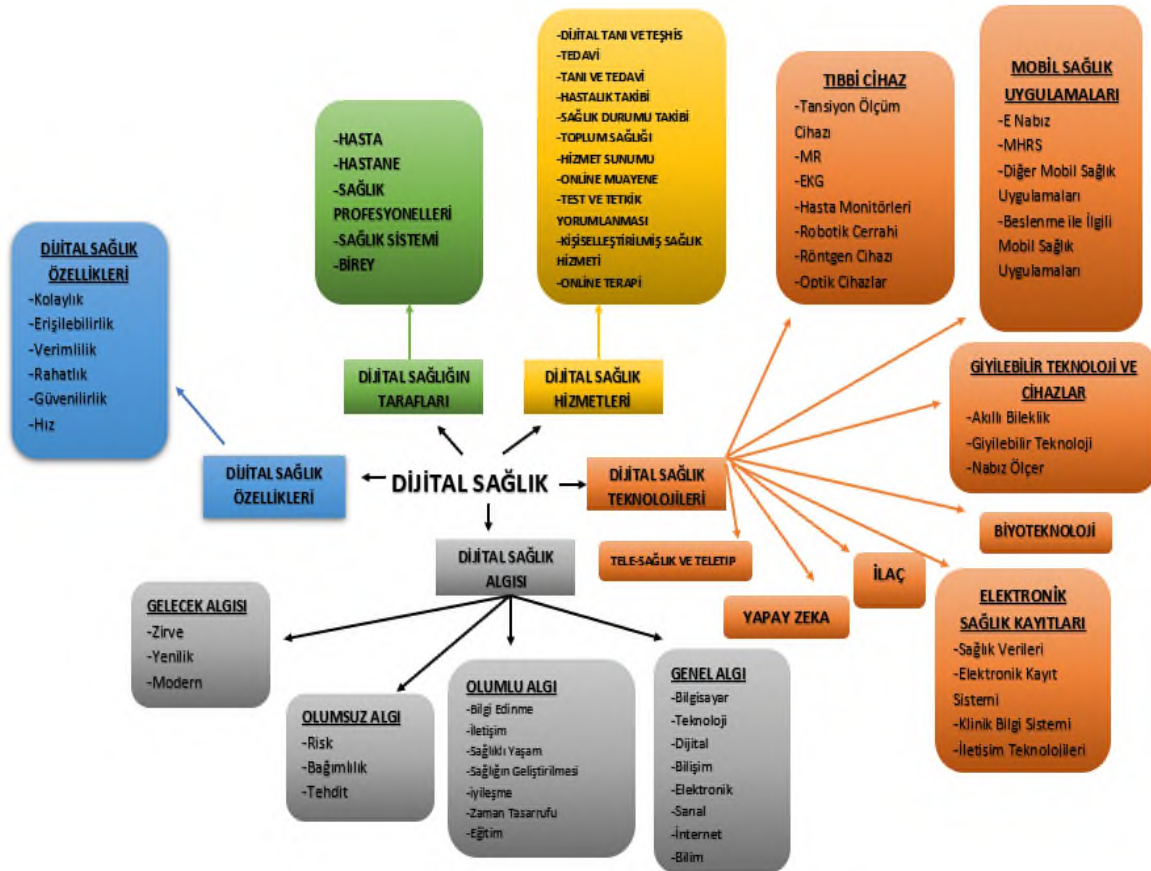 -DİJİTAL TANI VE TEŞHİS
-TEDAVİ
-TANI VE TEDAVİ
-HASTALIK TAKİBİ
-SAĞLIK DURUMU TAKİBİ
-TOPLUM SAĞLIĞI
-HİZMET SUNUMU
-ONLINE MUAYENE
-TEST VE TETKİK
YORUMLANMASI
-KİŞİSELLEŞTİRİLMİŞ SAĞLIK
HİZMETİ
-ONLINE TERAPİ
TIBBİ CİHAZ
-Tansiyon Ölçüm
Cihazı
-MR
-EKG
-Hasta Monitörleri
-Robotik Cerrahi
-Röntgen Cihazı
-Optik Cihazlar
MOBİL SAĞLIK
UYGULAMALARI
-E Nabız
-MHRS
-Diğer Mobil Sağlık
Uygulamaları
-Beslenme ile İlgili
Mobil Sağlık
Uygulamaları
-HASTA
-HASTANE
-SAĞLIK
PROFESYONELLERİ
-SAĞLIK SİSTEMİ
-BİREY
DİJİTAL SAĞLIK
ÖZELLİKLERİ
-Kolaylık
-Erişilebilirlik
-Verimlilik
-Rahatlık
-Güvenilirlik
-Hız
DİJİTAL SAĞLIĞIN
TARAFLARI
DİJİTAL SAĞLIK
HİZMETLERİ
GİYİLEBİLİR TEKNOLOJİ VE
CİHAZLAR
-Akıllı Bileklik
-Giyilebilir Teknoloji
-Nabız Ölçer
DİJİTAL SAĞLIK
ÖZELLİKLERİ
DİJİTAL SAĞLIK
DİJİTAL SAĞLIK
TEKNOLOJİLERİ
BİYOTEKNOLOJİ
DİJİTAL SAĞLIK
ALGISI
TELE-SAĞLIK VE TELETIP
İLAÇ
YAPAY ZEKA
ELEKTRONİK
SAĞLIK KAYITLARI
-Sağlık Verileri
-Elektronik Kayıt
Sistemi
-Klinik Bilgi Sistemi
-İletişim Teknolojileri
GELECEK ALGISI
-Zirve
-Yenilik
-Modern
OLUMSUZ ALGI
-Risk
-Bağımlılık
-Tehdit
OLUMLU ALGI
-Bilgi Edinme
-İletişim
-Sağlıklı Yaşam
-Sağlığın Geliştirilmesi
-iyileşme
-Zaman Tasarrufu
-Eğitim
GENEL ALGI
-Bilgisayar
-Teknoloji
-Dijital
-Bilişim
-Elektronik
-Sanal
-İnternet
-Bilim